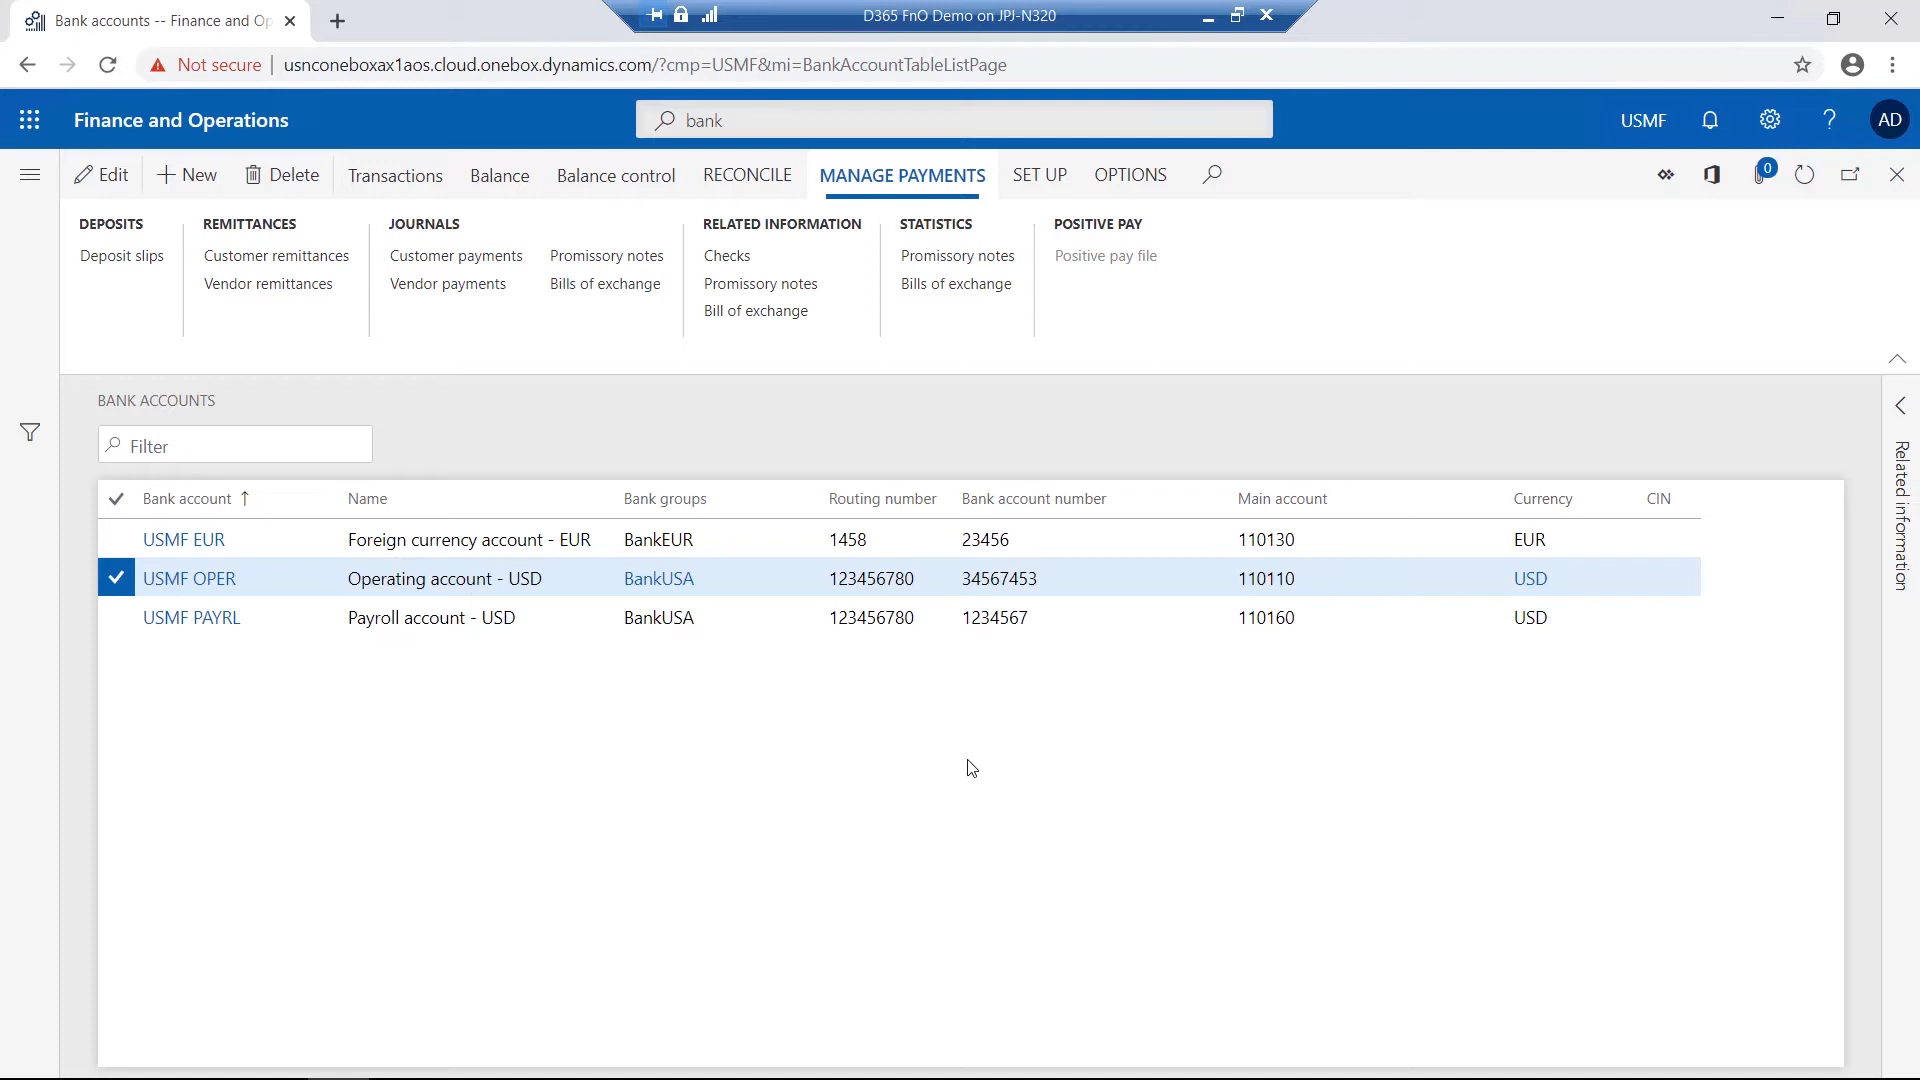 Bank accounts -- Finance and Op
D365 FnO Demo on JPJ-N320
Not secure usnconeboxax1aos.cloud.onebox.dynamics.com/?cmp=USMF&mi=BankAccountTableListPage
Finance and Operations bank USMF ? AD
Edit New Delete Transactions Balance Balance control RECONCILE MANAGE PAYMENTS SET UP OPTIONS 0
DEPOSITS REMITTANCES JOURNALS RELATED INFORMATION STATISTICS POSITIVE PAY
Deposit slips Customer remittances Customer payments Promissory notes Checks Promissory notes Positive pay file
Vendor remittances Vendor payments Bills of exchange Promissory notes Bills of exchange
Bill of exchange
BANK ACCOUNTS
Filter
Related information
Bank account ↑ Name Bank groups Routing number Bank account number Main account Currency CIN
USMF EUR Foreign currency account - EUR BankEUR 1458 23456 110130 EUR
USMF OPER Operating account - USD BankUSA 123456780 34567453 110110 USD
USMF PAYRL Payroll account - USD BankUSA 123456780 1234567 110160 USD